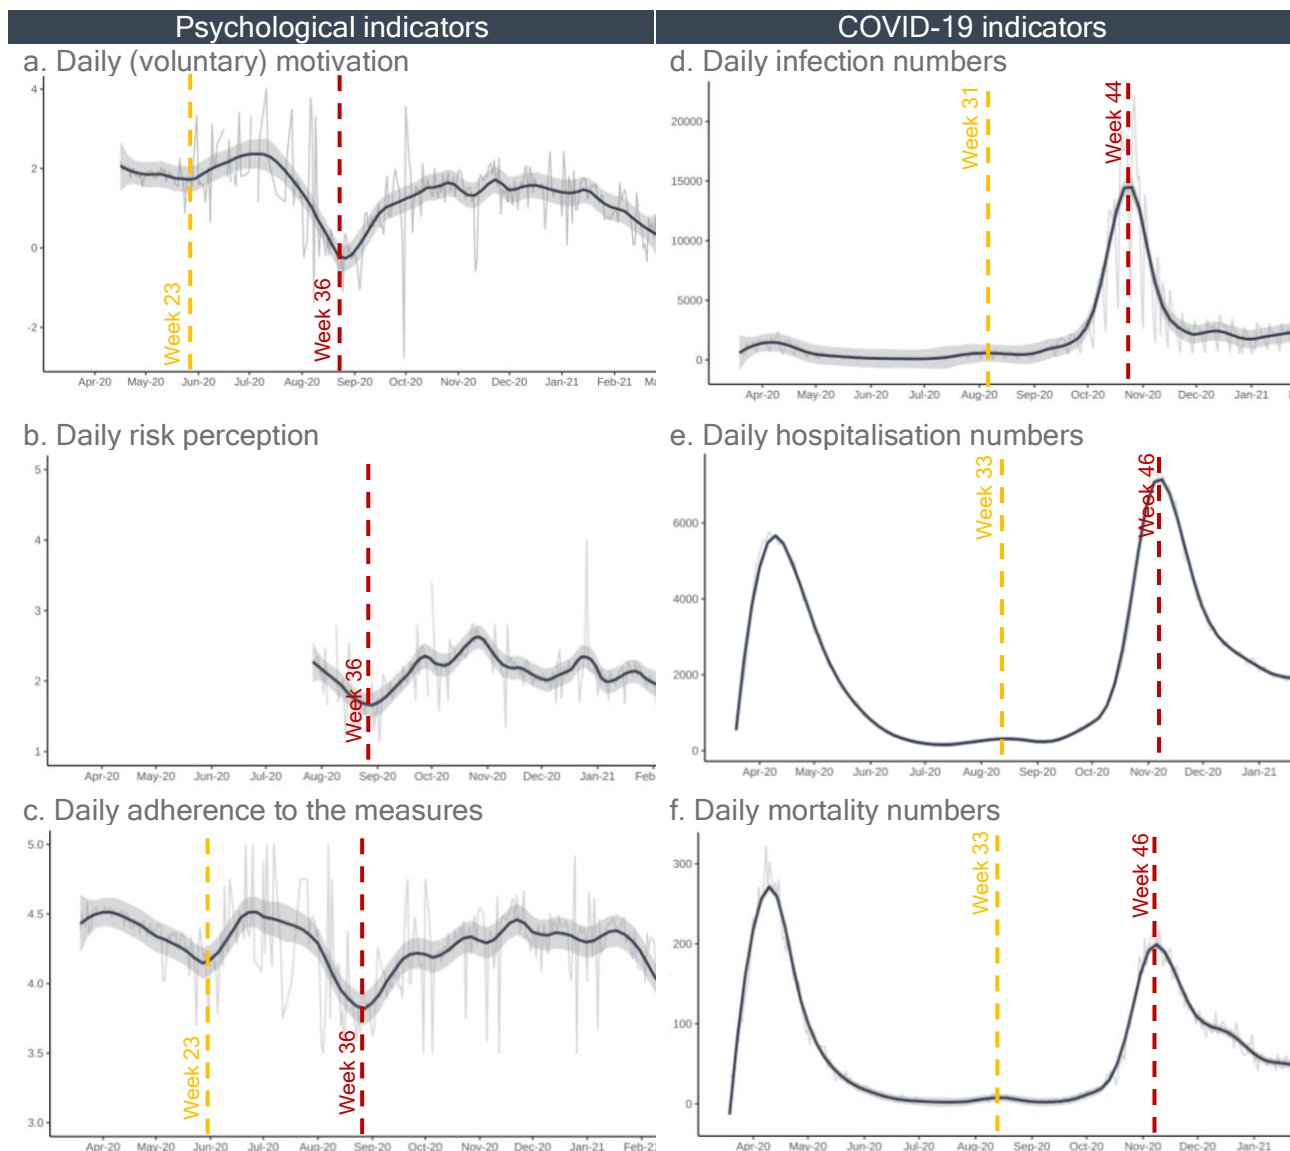 Psychological indicators
COVID-19 indicators
a. Daily (voluntary) motivation
4
2
0
-2
Week 23
Week 36
Apr-20 May-20 Jun-20 Jul-20 Aug-20 Sep-20 Oct-20 Nov-20 Dec-20 Jan-21 Feb-21 Ma
d. Daily infection numbers
20000
15000
10000
5000
0
Week 31
Week 44
Apr-20 May-20 Jun-20 Jul-20 Aug-20 Sep-20 Oct-20 Nov-20 Dec-20 Jan-21
b. Daily risk perception
5
4
3
2
1
Week 36
Apr-20 May-20 Jun-20 Jul-20 Aug-20 Sep-20 Oct-20 Nov-20 Dec-20 Jan-21 Feb-
e. Daily hospitalisation numbers
6000
4000
2000
0
Week 33
Week 46
Apr-20 May-20 Jun-20 Jul-20 Aug-20 Sep-20 Oct-20 Nov-20 Dec-20 Jan-21
c. Daily adherence to the measures
5.0
4.5
4.0
3.5
3.0
Week 23
Week 36
Apr-20 May-20 Jun-20 Jul-20 Aug-20 Sep-20 Oct-20 Nov-20 Dec-20 Jan-21 Feb-21
f. Daily mortality numbers
300
200
100
0
Week 33
Week 46
Apr-20 May-20 Jun-20 Jul-20 Aug-20 Sep-20 Oct-20 Nov-20 Dec-20 Jan-21